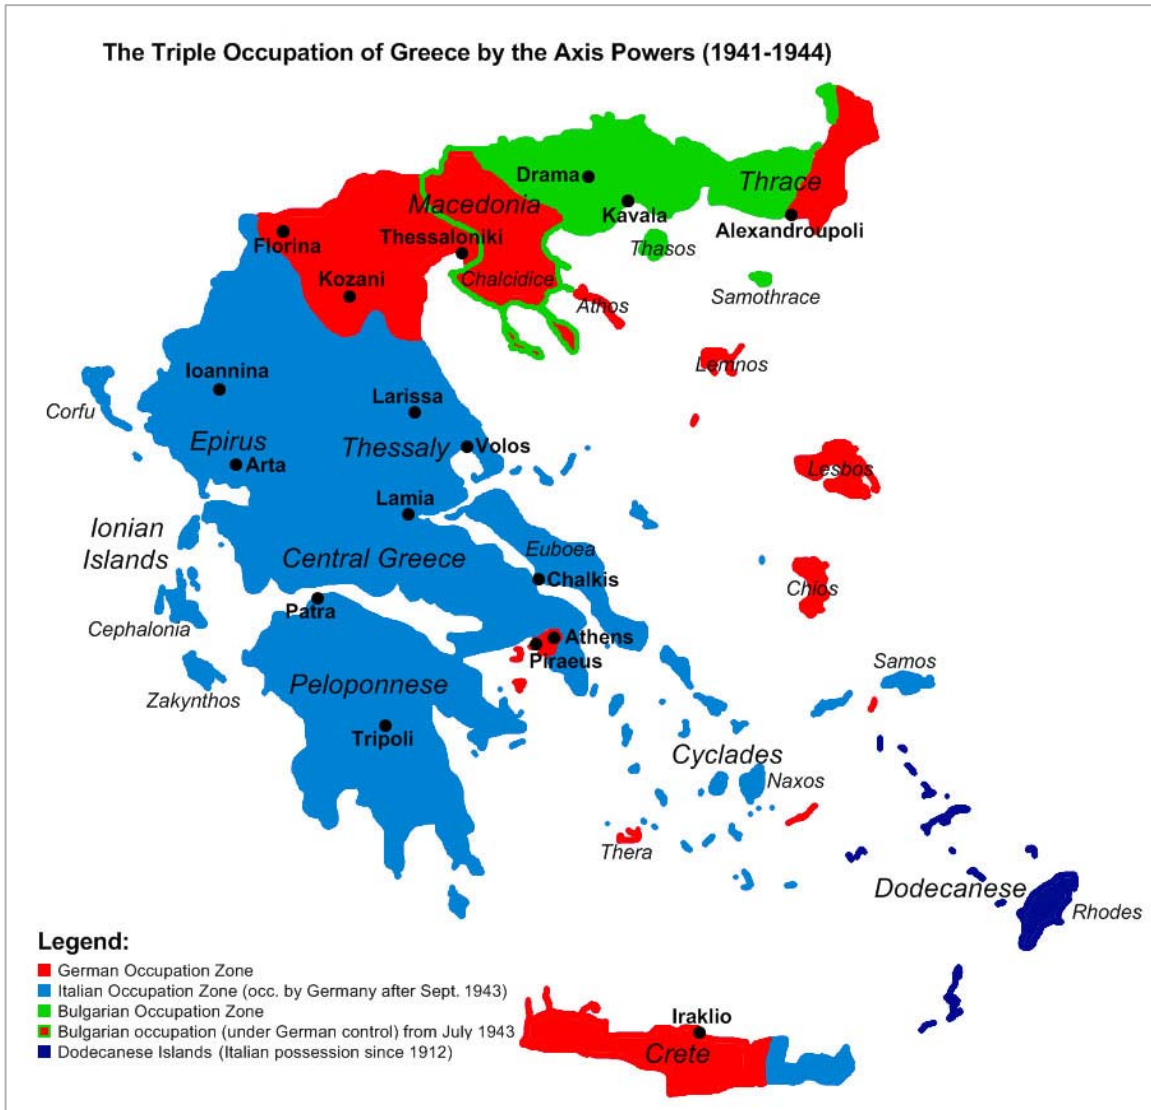 The Triple Occupation of Greece by the Axis Powers (1941-1944)
Drama
Thrace
Macedonia
Kavala
Alexandroupoli
Florina
Thessaloniki
Thasos
Kozani
Chalcidice
Samothrace
Athos
Lemnos
Ioannina
Larissa
Corfu
Epirus
Thessaly
Volos
Arta
Lesbos
Lamia
Ionian
Islands
Central Greece
Euboea
Chalkis
Chios
Patra
Cephalonia
Athens
Piraeus
Samos
Zakynthos
Peloponnese
Tripoli
Cyclades
Naxos
Thera
Dodecanese
Rhodes
Legend:
German Occupation Zone
Italian Occupation Zone (occ. by Germany after Sept. 1943)
Bulgarian Occupation Zone
Bulgarian occupation (under German control) from July 1943
Dodecanese Islands (Italian possession since 1912)
Iraklio
Crete